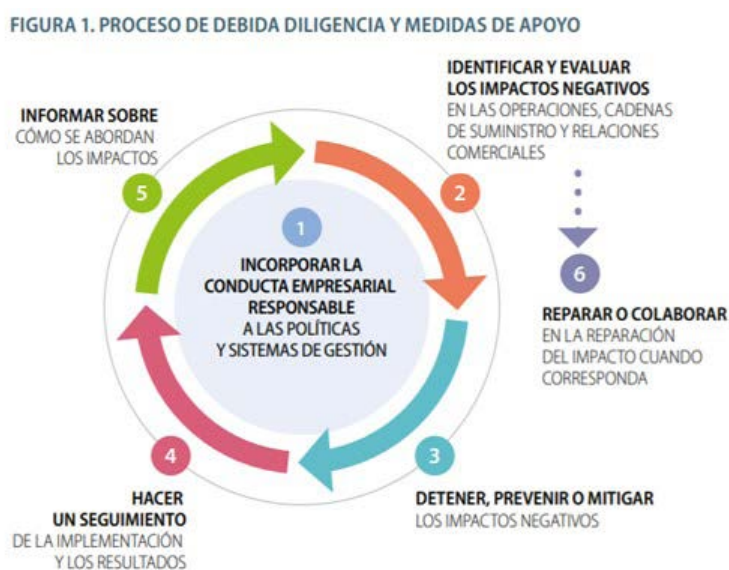 FIGURA 1. PROCESO DE DEBIDA DILIGENCIA Y MEDIDAS DE APOYO
1
INCORPORAR LA
CONDUCTA EMPRESARIAL
RESPONSABLE
A LAS POLÍTICAS
Y SISTEMAS DE GESTIÓN
IDENTIFICAR Y EVALUAR
LOS IMPACTOS NEGATIVOS
EN LAS OPERACIONES, CADENAS
DE SUMINISTRO Y RELACIONES
COMERCIALES
2
3
DETENER, PREVENIR O MITIGAR
LOS IMPACTOS NEGATIVOS
4
HACER
UN SEGUIMIENTO
DE LA IMPLEMENTACIÓN
Y LOS RESULTADOS
INFORMAR SOBRE
CÓMO SE ABORDAN
LOS IMPACTOS
5
6
REPARAR O COLABORAR
EN LA REPARACIÓN
DEL IMPACTO CUANDO
CORRESPONDA